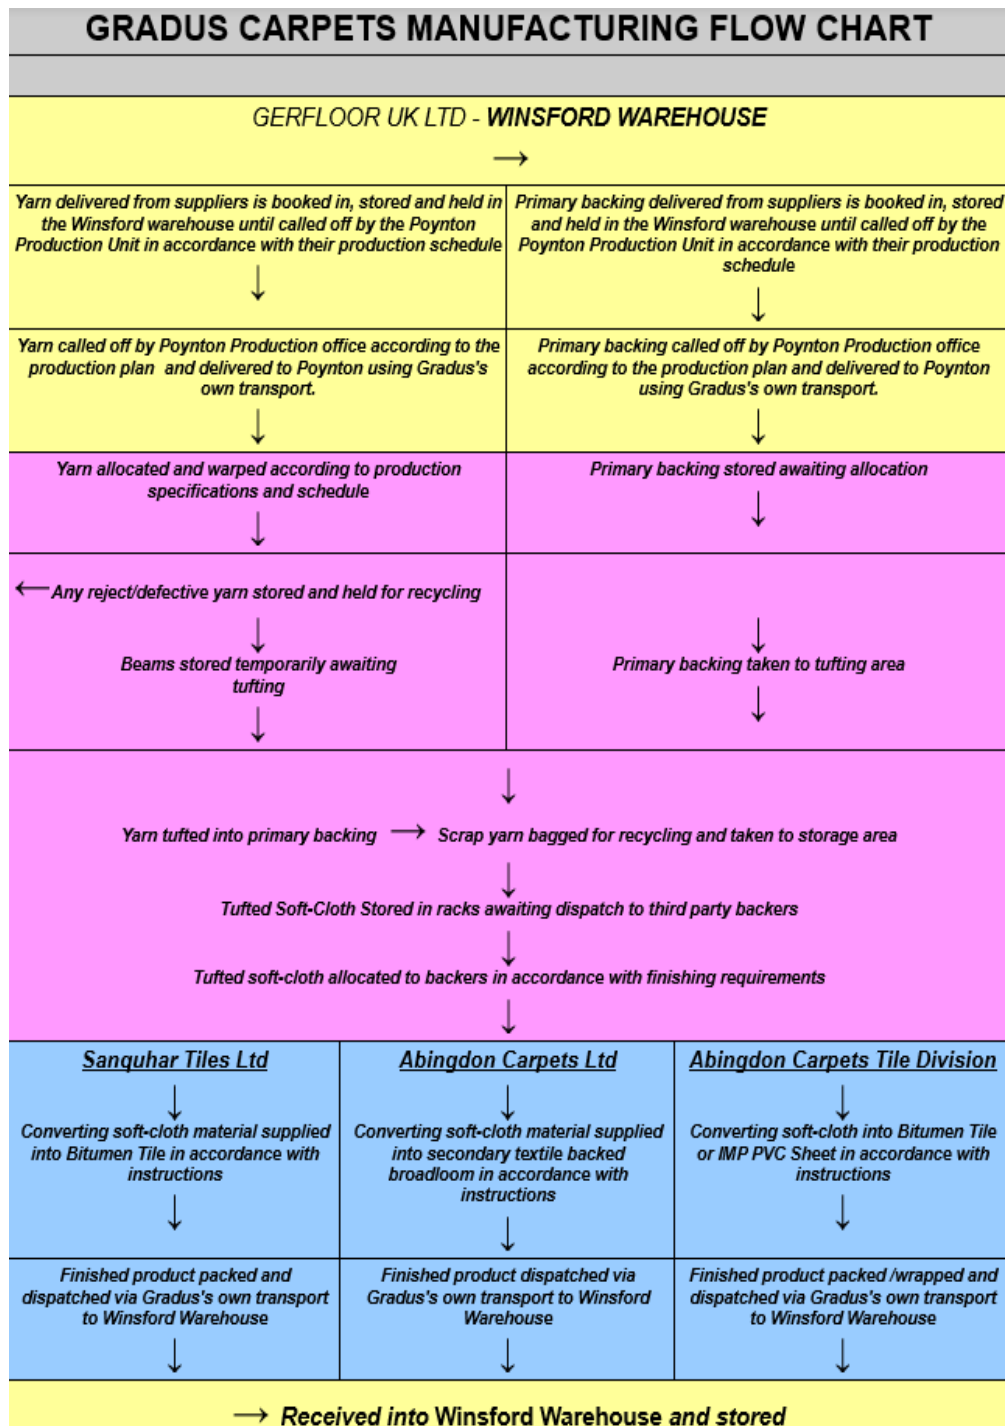 GRADUS CARPETS MANUFACTURING FLOW CHART
GERFLOOR UK LTD - WINSFORD WAREHOUSE
→
Yarn delivered from suppliers is booked in, stored and held in
the Winsford warehouse until called off by the Poynton
Production Unit in accordance with their production schedule
↓
Primary backing delivered from suppliers is booked in, stored
and held in the Winsford warehouse until called off by the
Poynton Production Unit in accordance with their production
schedule
↓
Yarn called off by Poynton Production office according to the
production plan and delivered to Poynton using Gradus's
own transport.
↓
Primary backing called off by Poynton Production office
according to the production plan and delivered to Poynton
using Gradus's own transport.
↓
Yarn allocated and warped according to production
specifications and schedule
↓
Primary backing stored awaiting allocation
↓
← Any reject/defective yarn stored and held for recycling
↓
Beams stored temporarily awaiting
tufting
↓
↓
Primary backing taken to tufting area
↓
↓
Yarn tufted into primary backing → Scrap yarn bagged for recycling and taken to storage area
↓
Tufted Soft-Cloth Stored in racks awaiting dispatch to third party backers
↓
Tufted soft-cloth allocated to backers in accordance with finishing requirements
↓
Sanquhar Tiles Ltd
↓
Converting soft-cloth material supplied
into Bitumen Tile in accordance with
instructions
↓
Abingdon Carpets Ltd
↓
Converting soft-cloth material supplied
into secondary textile backed
broadloom in accordance with
instructions
↓
Abingdon Carpets Tile Division
↓
Converting soft-cloth into Bitumen Tile
or IMP PVC Sheet in accordance with
instructions
↓
Finished product packed and
dispatched via Gradus's own transport
to Winsford Warehouse
↓
Finished product dispatched via
Gradus's own transport to Winsford
Warehouse
↓
Finished product packed /wrapped and
dispatched via Gradus's own transport
to Winsford Warehouse
↓
→ Received into Winsford Warehouse and stored